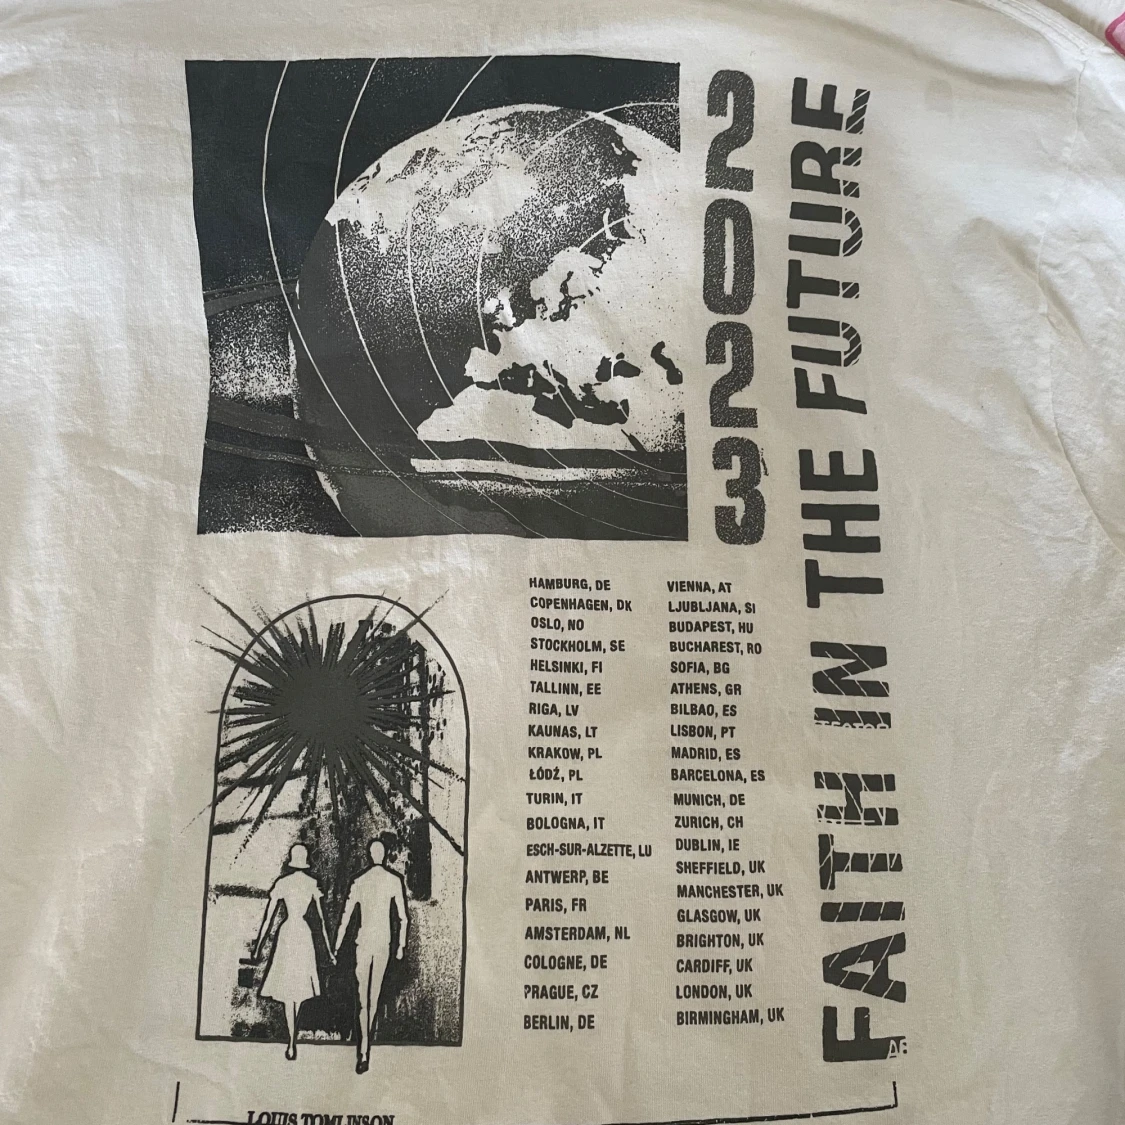 2023
FAITH IN THE FUTURE
HAMBURG, DE
COPENHAGEN, DK
OSLO, NO
STOCKHOLM, SE
HELSINKI, FI
TALLINN, EE
RIGA, LV
KAUNAS, LT
KRAKOW, PL
ŁÓDŹ, PL
TURIN, IT
BOLOGNA, IT
ESCH-SUR-ALZETTE, LU
ANTWERP, BE
PARIS, FR
AMSTERDAM, NL
COLOGNE, DE
PRAGUE, CZ
BERLIN, DE
VIENNA, AT
LJUBLJANA, SI
BUDAPEST, HU
BUCHAREST, RO
SOFIA, BG
ATHENS, GR
BILBAO, ES
LISBON, PT
MADRID, ES
BARCELONA, ES
MUNICH, DE
ZURICH, CH
DUBLIN, IE
SHEFFIELD, UK
MANCHESTER, UK
GLASGOW, UK
BRIGHTON, UK
CARDIFF, UK
LONDON, UK
BIRMINGHAM, UK
LOUIS TOMLINSON